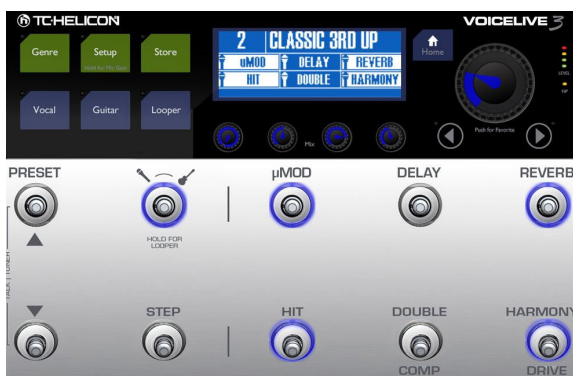 TC·HELICON
VOICELIVE 3
2 CLASSIC 3RD UP
Genre Setup Store
Hold for Mic Gain
Home
µMOD DELAY REVERB
HIT DOUBLE HARMONY
LEVEL
TAP
Vocal Guitar Looper
Mix
Push for Favorite
PRESET µMOD DELAY REVERB
HOLD FOR
LOOPER
TALK | TUNER
STEP HIT DOUBLE HARMONY
COMP DRIVE